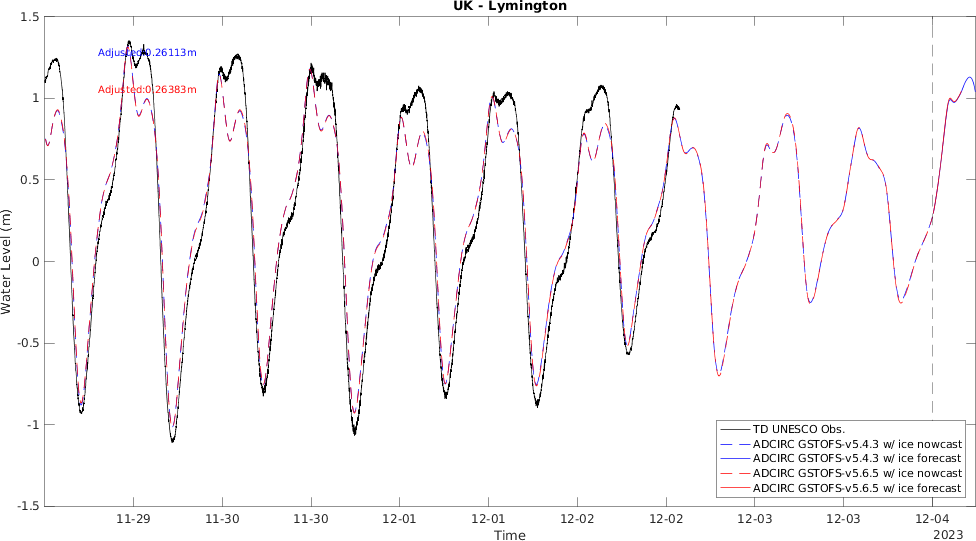 UK - Lymington
1.5
1
0.5
0
-0.5
-1
-1.5
Water Level (m)
Adjusted:0.26113m
Adjusted:0.26383m
TD UNESCO Obs.
ADCIRC GSTOFS-v5.4.3 w/ ice nowcast
ADCIRC GSTOFS-v5.4.3 w/ ice forecast
ADCIRC GSTOFS-v5.6.5 w/ ice nowcast
ADCIRC GSTOFS-v5.6.5 w/ ice forecast
11-29 11-30 11-30 12-01 12-01 12-02 12-02 12-03 12-03 12-04
Time
2023